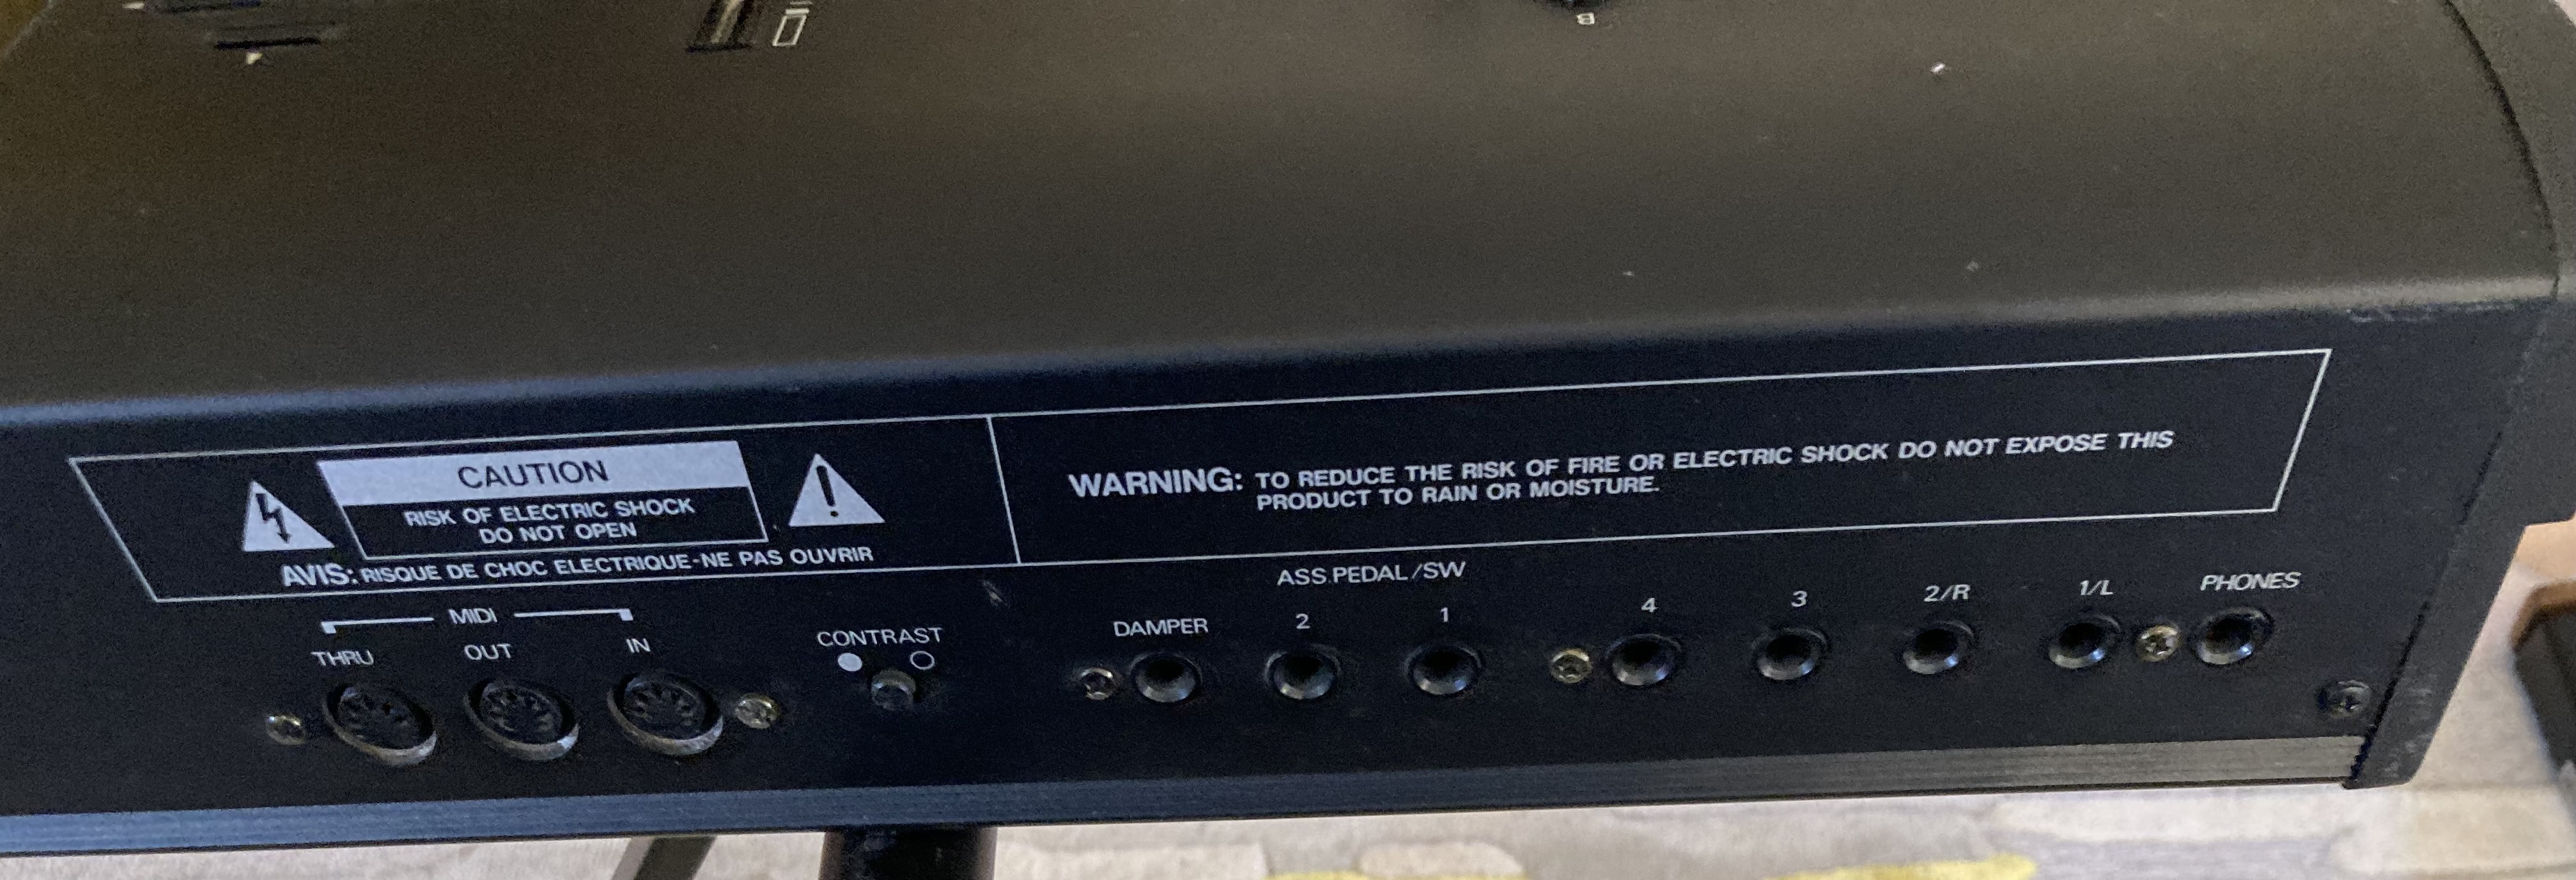 B
CAUTION
RISK OF ELECTRIC SHOCK
DO NOT OPEN
AVIS: RISQUE DE CHOC ELECTRIQUE-NE PAS OUVRIR
WARNING: TO REDUCE THE RISK OF FIRE OR ELECTRIC SHOCK DO NOT EXPOSE THIS
PRODUCT TO RAIN OR MOISTURE.
MIDI
THRU OUT IN
CONTRAST
ASS.PEDAL/SW
DAMPER 2 1
4 3 2/R 1/L PHONES